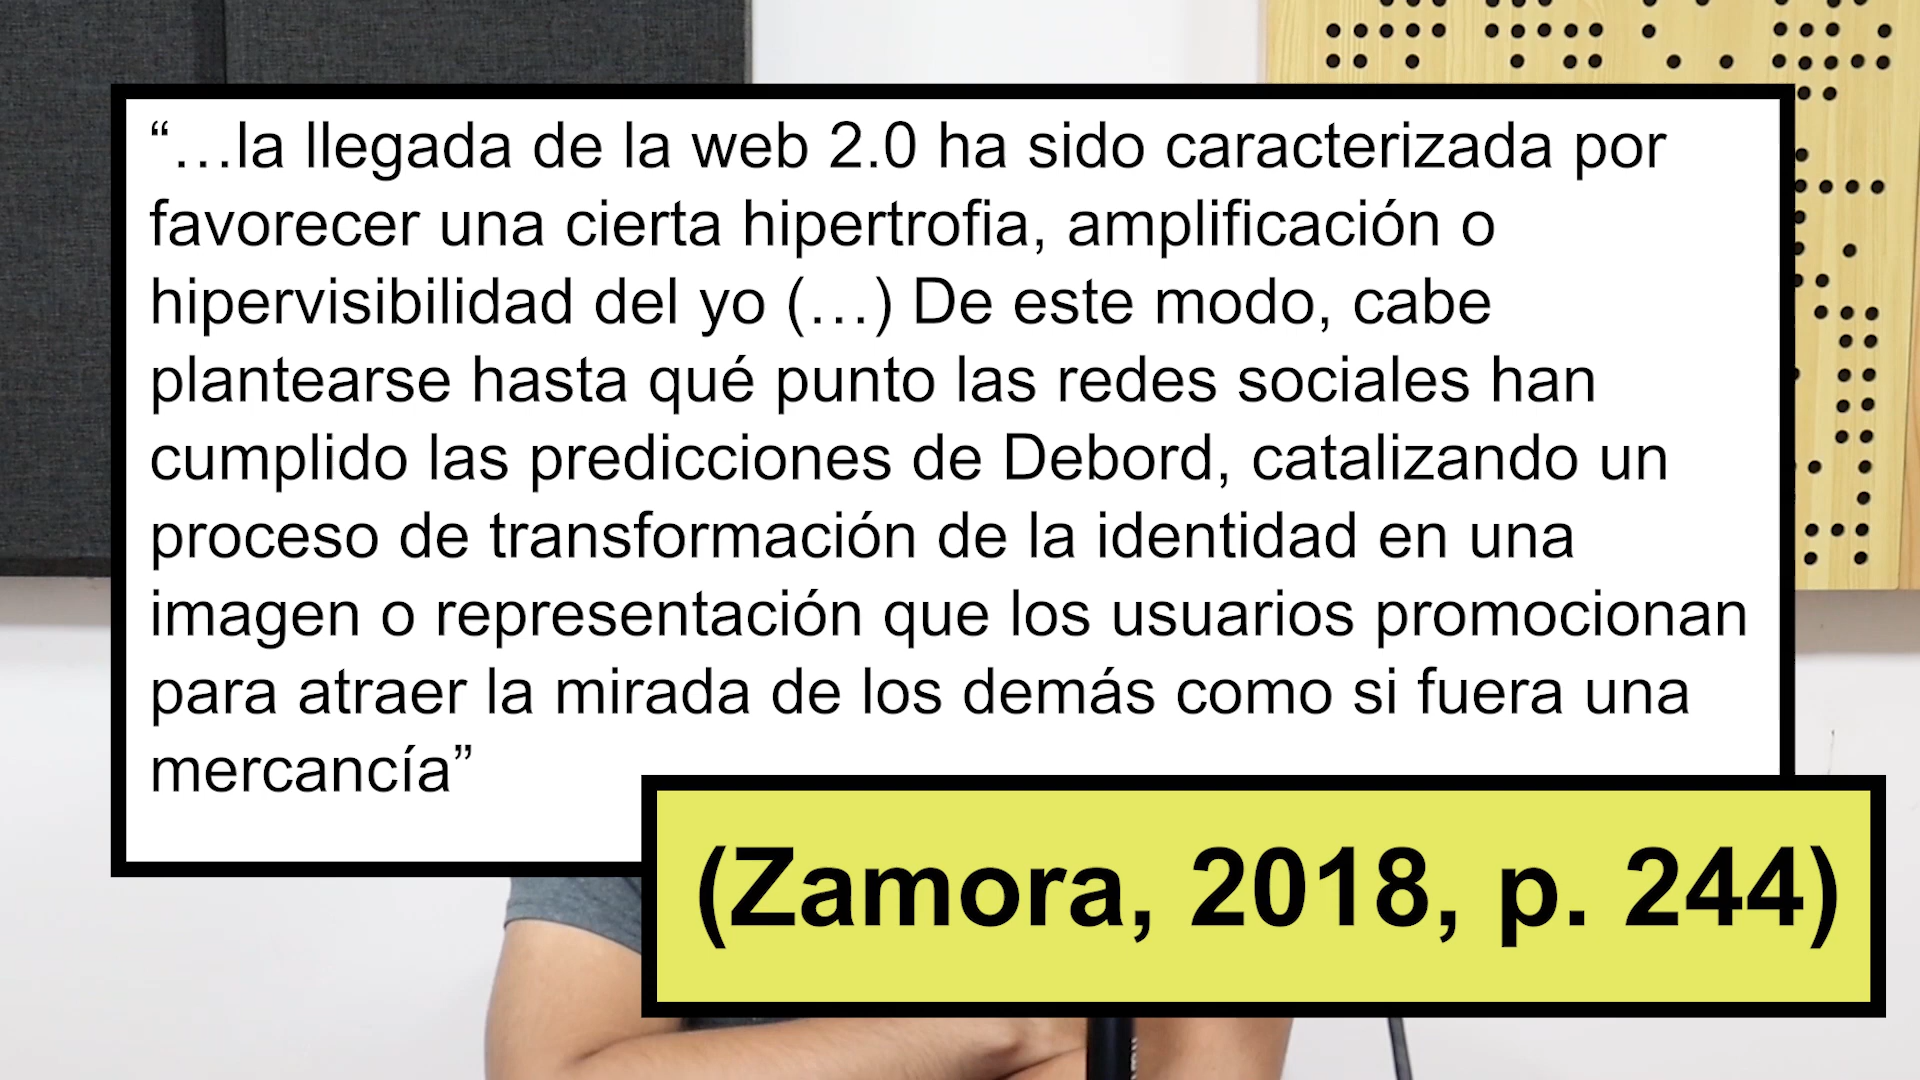 “…la llegada de la web 2.0 ha sido caracterizada por
favorecer una cierta hipertrofia, amplificación o
hipervisibilidad del yo (…) De este modo, cabe
plantearse hasta qué punto las redes sociales han
cumplido las predicciones de Debord, catalizando un
proceso de transformación de la identidad en una
imagen o representación que los usuarios promocionan
para atraer la mirada de los demás como si fuera una
mercancía”
(Zamora, 2018, p. 244)